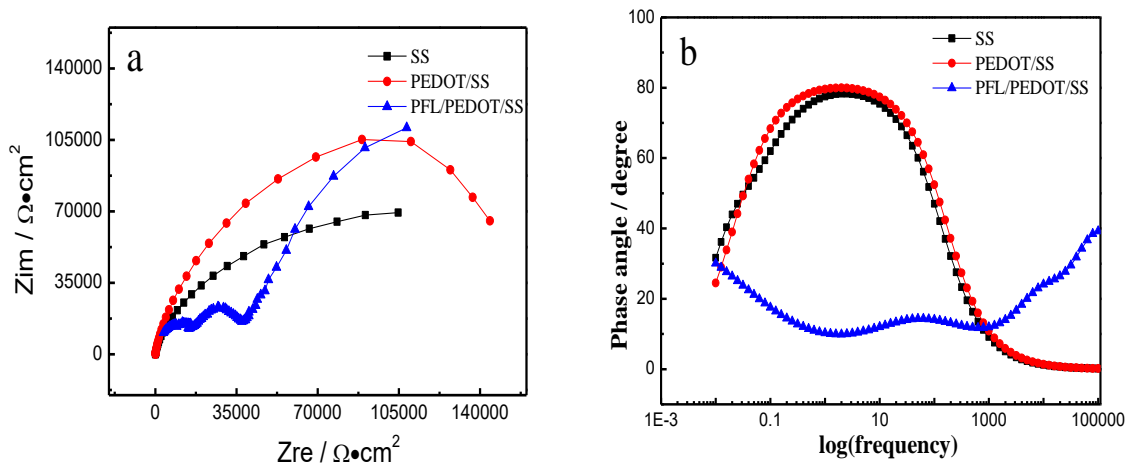 a
SS
PEDOT/SS
PFL/PEDOT/SS
140000
105000
70000
35000
0
Zim / Ω•cm²
0 35000 70000 105000 140000
Zre / Ω•cm²
b
SS
PEDOT/SS
PFL/PEDOT/SS
100
80
60
40
20
0
Phase angle / degree
1E-3 0.1 10 1000 100000
log(frequency)